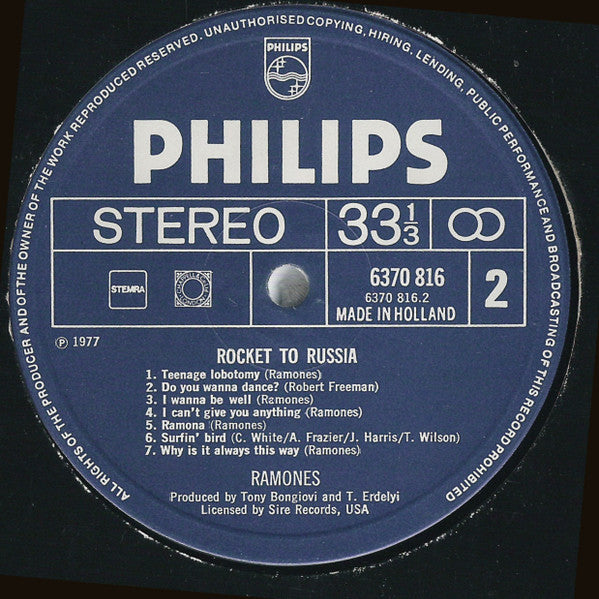 ALL RIGHTS OF THE PRODUCER AND OF THE OWNER OF THE WORK REPRODUCED RESERVED. UNAUTHORISED COPYING, HIRING, LENDING, PUBLIC PERFORMANCE AND BROADCASTING OF THIS RECORD PROHIBITED
PHILIPS
PHILIPS
STEREO 33 1/3
STEMRA
6370 816
6370 816.2
MADE IN HOLLAND
2
Ⓟ 1977
ROCKET TO RUSSIA
1. Teenage lobotomy (Ramones)
2. Do you wanna dance? (Robert Freeman)
3. I wanna be well (Ramones)
4. I can't give you anything (Ramones)
5. Ramona (Ramones)
6. Surfin' bird (C. White/A. Frazier/J. Harris/T. Wilson)
7. Why is it always this way (Ramones)
RAMONES
Produced by Tony Bongiovi and T. Erdelyi
Licensed by Sire Records, USA